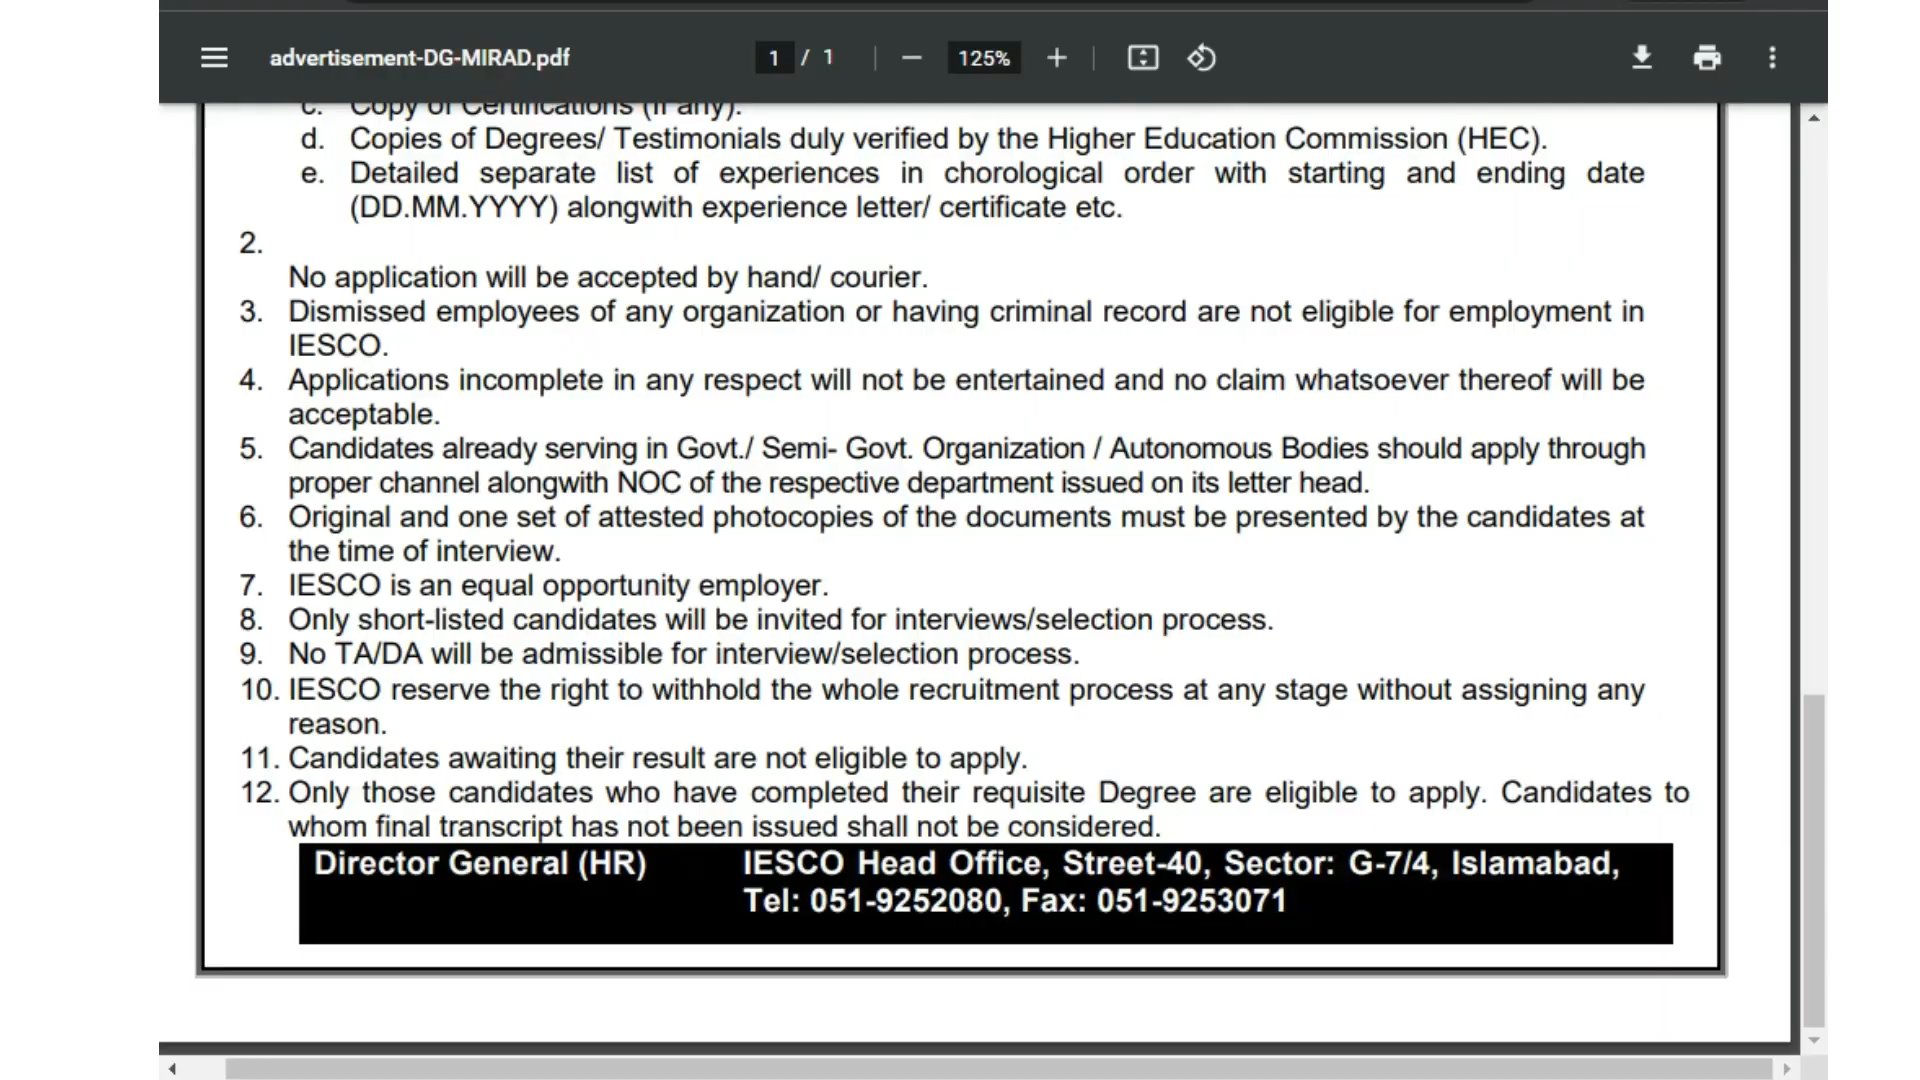 advertisement-DG-MIRAD.pdf
1 / 1
125%
c. Copy of Certifications (if any).
d. Copies of Degrees/ Testimonials duly verified by the Higher Education Commission (HEC).
e. Detailed separate list of experiences in chorological order with starting and ending date
(DD.MM.YYYY) alongwith experience letter/ certificate etc.
2.
No application will be accepted by hand/ courier.
3. Dismissed employees of any organization or having criminal record are not eligible for employment in
IESCO.
4. Applications incomplete in any respect will not be entertained and no claim whatsoever thereof will be
acceptable.
5. Candidates already serving in Govt./ Semi- Govt. Organization / Autonomous Bodies should apply through
proper channel alongwith NOC of the respective department issued on its letter head.
6. Original and one set of attested photocopies of the documents must be presented by the candidates at
the time of interview.
7. IESCO is an equal opportunity employer.
8. Only short-listed candidates will be invited for interviews/selection process.
9. No TA/DA will be admissible for interview/selection process.
10. IESCO reserve the right to withhold the whole recruitment process at any stage without assigning any
reason.
11. Candidates awaiting their result are not eligible to apply.
12. Only those candidates who have completed their requisite Degree are eligible to apply. Candidates to
whom final transcript has not been issued shall not be considered.
Director General (HR) IESCO Head Office, Street-40, Sector: G-7/4, Islamabad,
Tel: 051-9252080, Fax: 051-9253071